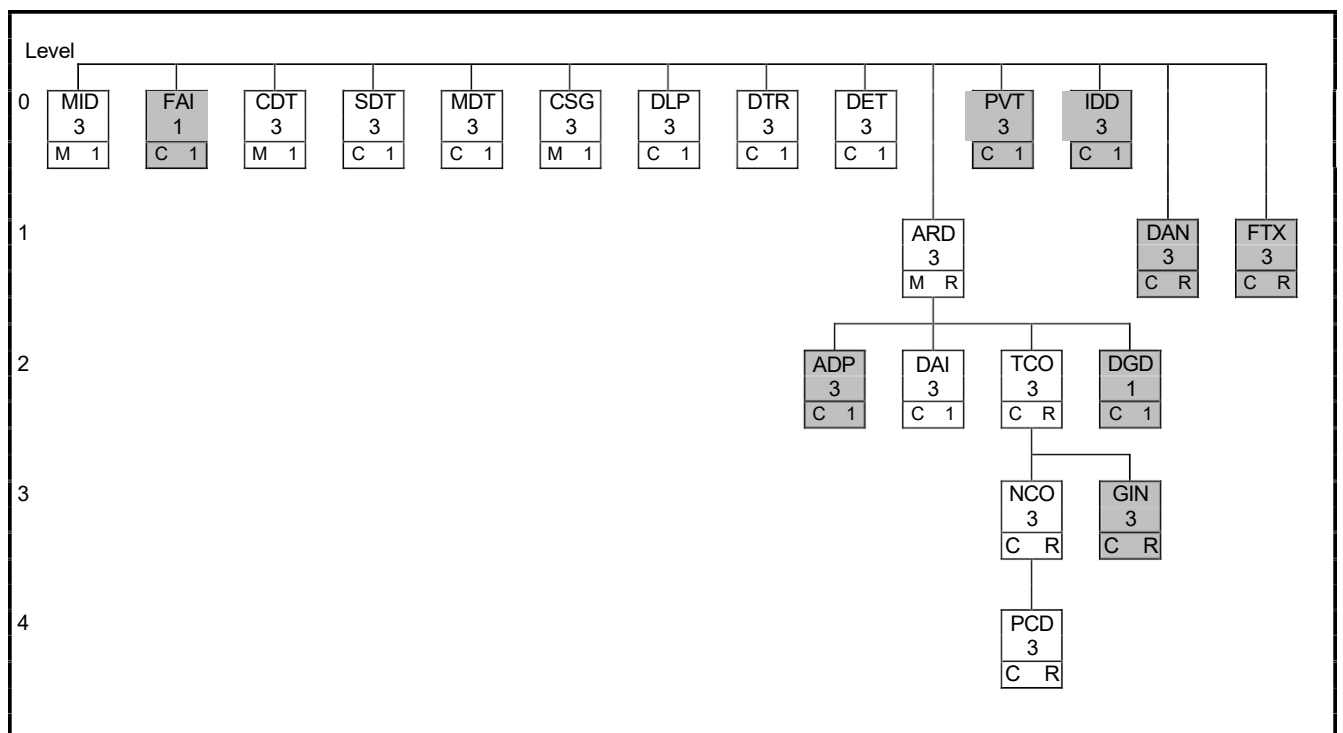 Level
0 MID FAI CDT SDT MDT CSG DLP DTR DET PVT IDD
3 1 3 3 3 3 3 3 3 3 3
M 1 C 1 M 1 C 1 C 1 M 1 C 1 C 1 C 1 C 1 C 1
1 ARD DAN FTX
3 3 3
M R C R C R
2 ADP DAI TCO DGD
3 3 3 1
C 1 C 1 C R C 1
3 NCO GIN
3 3
C R C R
4 PCD
3
C R